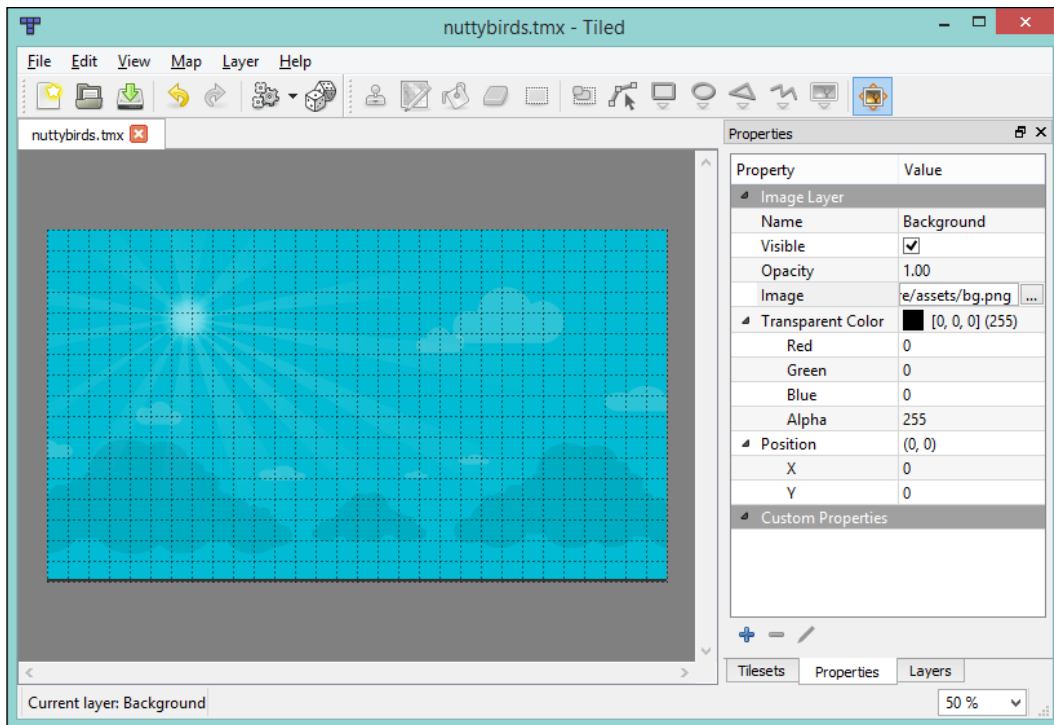 nuttybirds.tmx - Tiled
File Edit View Map Layer Help
nuttybirds.tmx
Properties
Property Value
Image Layer
Name Background
Visible
Opacity 1.00
Image e/assets/bg.png ...
Transparent Color [0, 0, 0] (255)
Red 0
Green 0
Blue 0
Alpha 255
Position (0, 0)
X 0
Y 0
Custom Properties
Tilesets Properties Layers
Current layer: Background 50 %